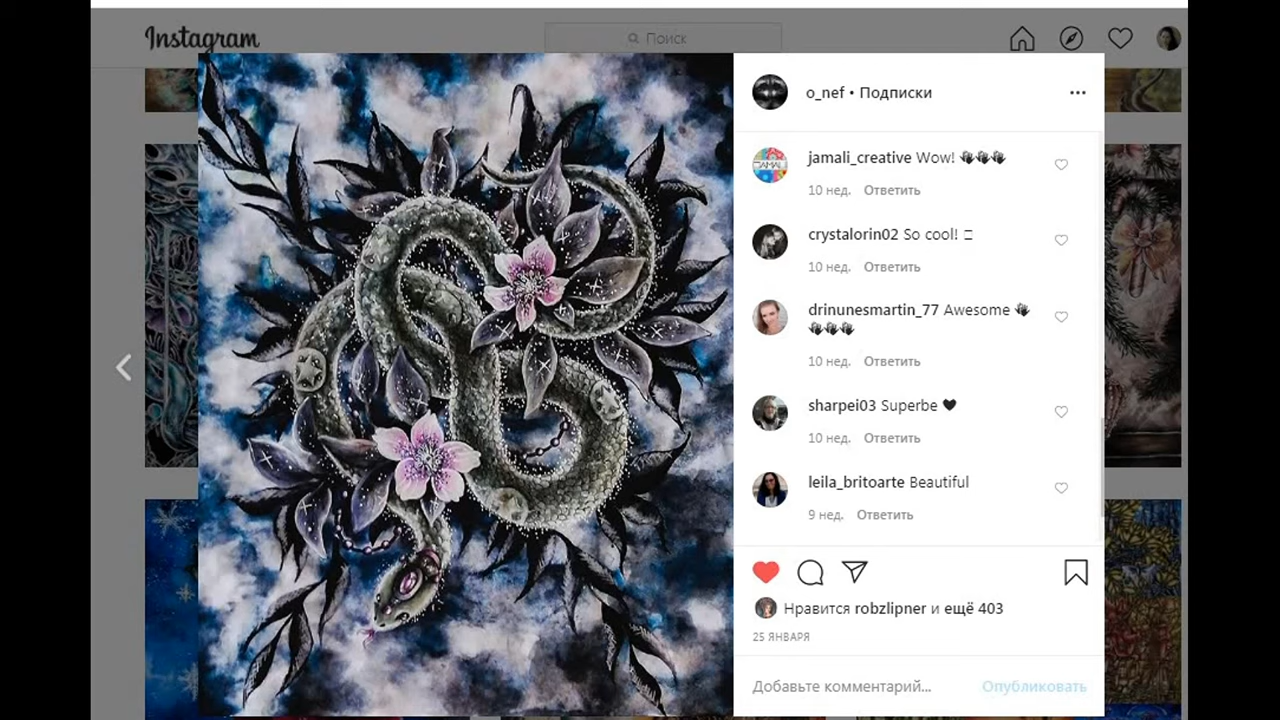 Instagram
Поиск
o_nef • Подписки
jamali_creative Wow! 👋👋👋
10 нед. Ответить
crystalorin02 So cool! □
10 нед. Ответить
drinunesmartin_77 Awesome 👋
👋👋👋
10 нед. Ответить
sharpei03 Superbe ♥
10 нед. Ответить
leila_britoarte Beautiful
9 нед. Ответить
Нравится robzlipner и ещё 403
25 ЯНВАРЯ
Добавьте комментарий... Опубликовать